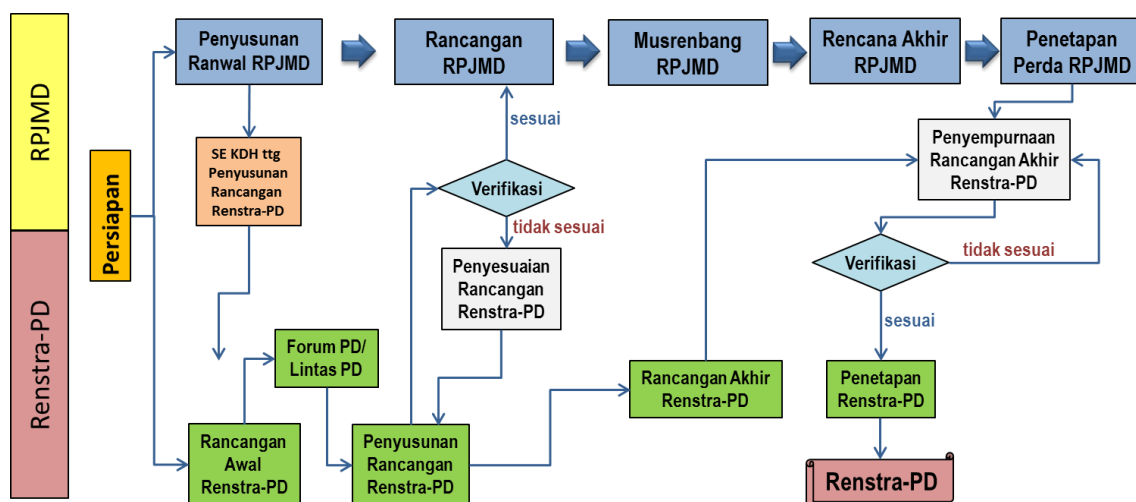 RPJMD
Renstra-PD
Persiapan
Penyusunan
Ranwal RPJMD
Rancangan
RPJMD
Musrenbang
RPJMD
Rencana Akhir
RPJMD
Penetapan
Perda RPJMD
SE KDH ttg
Penyusunan
Rancangan
Renstra-PD
sesuai
Verifikasi
tidak sesuai
Penyesuaian
Rancangan
Renstra-PD
Penyempurnaan
Rancangan Akhir
Renstra-PD
Verifikasi
tidak sesuai
sesuai
Forum PD/
Lintas PD
Rancangan Akhir
Renstra-PD
Penetapan
Renstra-PD
Rancangan
Awal
Renstra-PD
Penyusunan
Rancangan
Renstra-PD
Renstra-PD